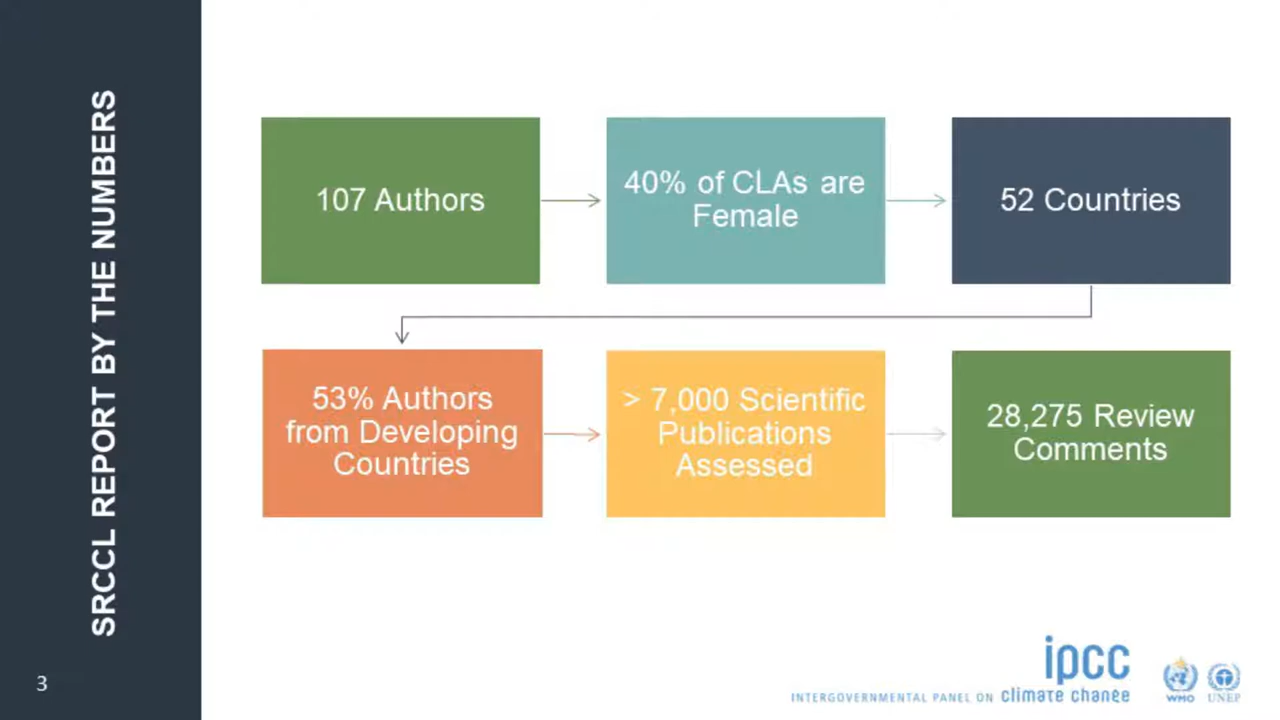 SRCCL REPORT BY THE NUMBERS
107 Authors
40% of CLAs are
Female
52 Countries
53% Authors
from Developing
Countries
> 7,000 Scientific
Publications
Assessed
28,275 Review
Comments
3
ipcc
INTERGOVERNMENTAL PANEL ON climate change
WMO
UNEP